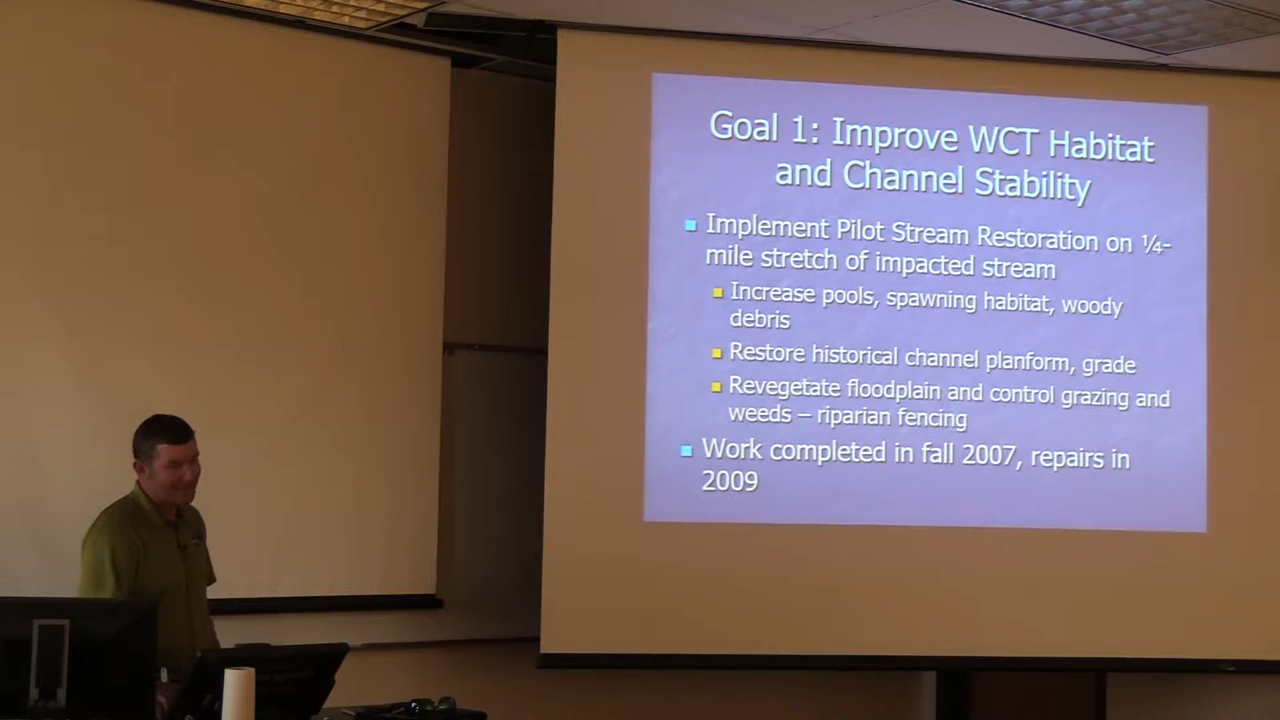 Goal 1: Improve WCT Habitat
and Channel Stability
Implement Pilot Stream Restoration on ¼-
mile stretch of impacted stream
Increase pools, spawning habitat, woody
debris
Restore historical channel planform, grade
Revegetate floodplain and control grazing and
weeds – riparian fencing
Work completed in fall 2007, repairs in
2009